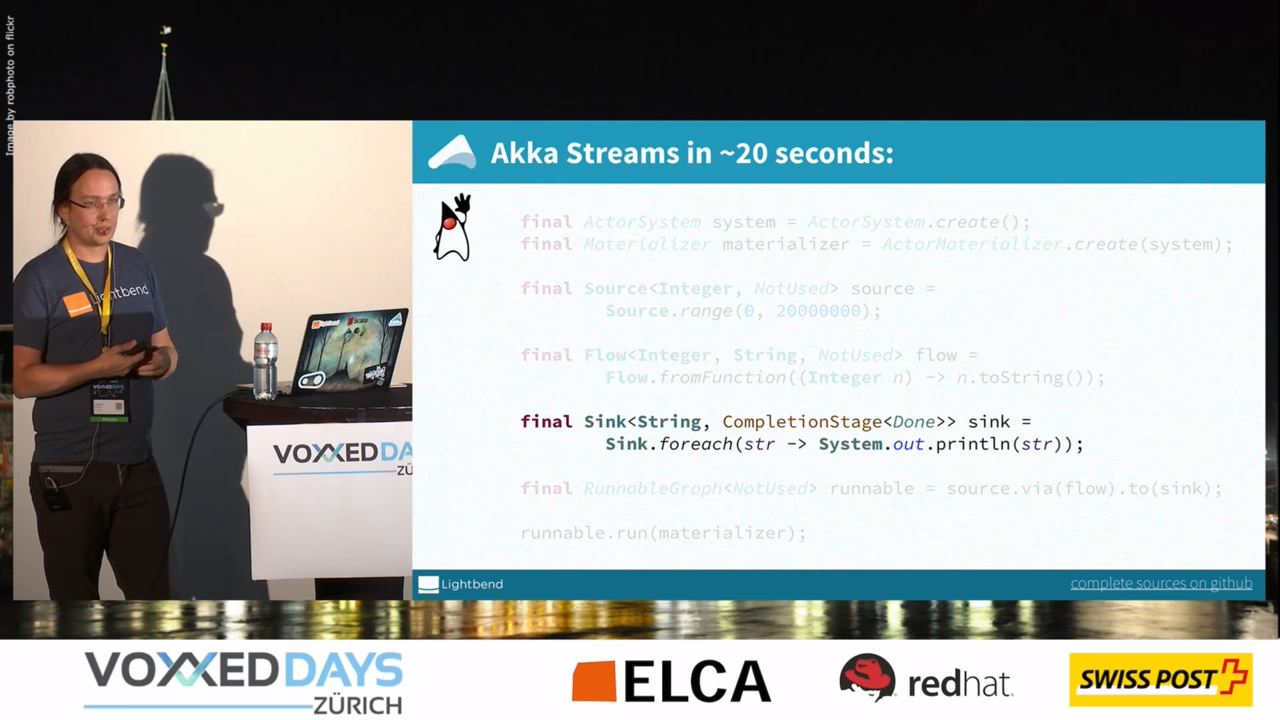 Image by robphoto on flickr
Akka Streams in ~20 seconds:
final ActorSystem system = ActorSystem.create();
final Materializer materializer = ActorMaterializer.create(system);
final Source<Integer, NotUsed> source =
Source.range(0, 20000000);
final Flow<Integer, String, NotUsed> flow =
Flow.fromFunction((Integer n) -> n.toString());
final Sink<String, CompletionStage<Done>> sink =
Sink.foreach(str -> System.out.println(str));
final RunnableGraph<NotUsed> runnable = source.via(flow).to(sink);
runnable.run(materializer);
Lightbend
complete sources on github
Lightbend
Lightbend
Scala
VOXXED DAYS
VOXXED DA
ZÜ
VOXXED DAYS
ZÜRICH
ELCA
redhat.
SWISS POST